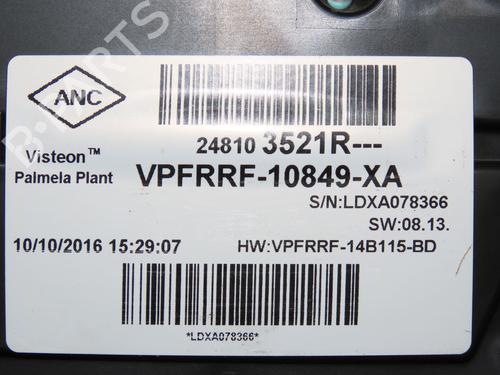 ANC
24810 3521R---
Visteon™
Palmela Plant
VPFRRF-10849-XA
S/N:LDXA078366
SW:08.13.
10/10/2016 15:29:07
HW:VPFRRF-14B115-BD
*LDXA078366*
B-PARTS